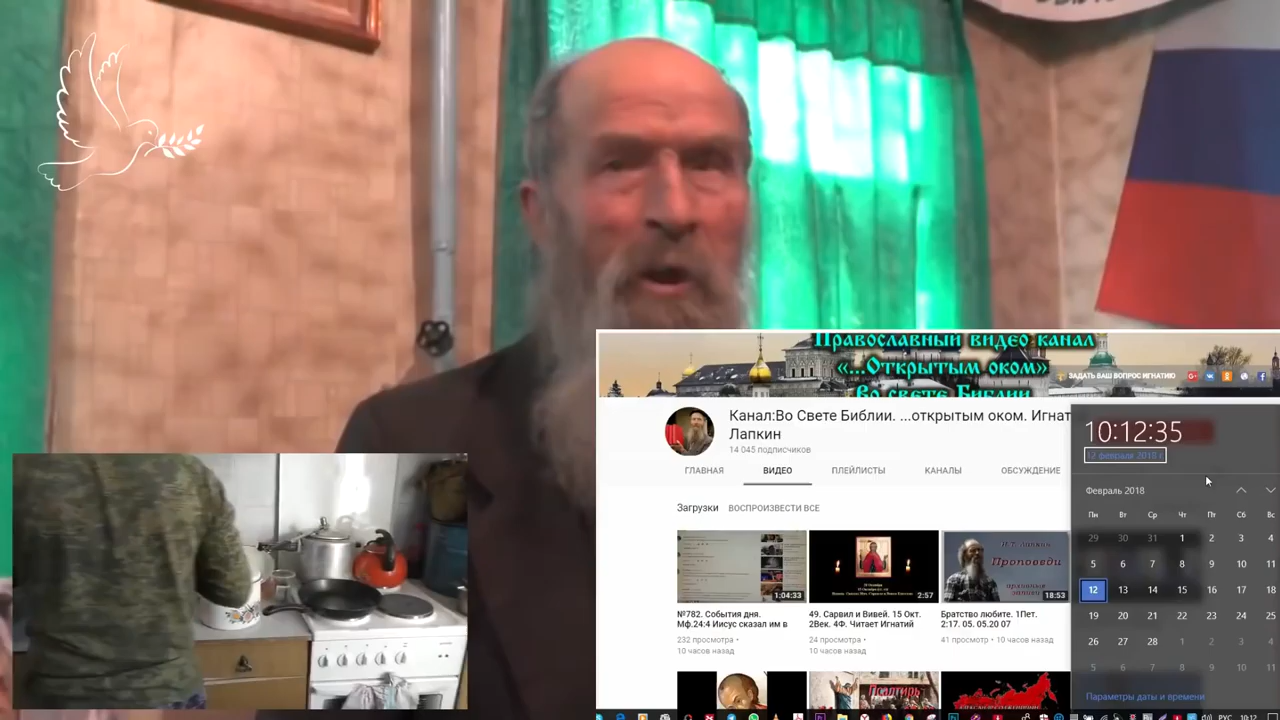 Православный видео канал
«...Открытым оком»
Во свете Библии
ЗАДАТЬ ВАШ ВОПРОС ИГНАТИЮ
Канал:Во Свете Библии. ...открытым оком. Игнат
Лапкин
14 045 подписчиков
ГЛАВНАЯ ВИДЕО ПЛЕЙЛИСТЫ КАНАЛЫ ОБСУЖДЕНИЕ
Загрузки ВОСПРОИЗВЕСТИ ВСЕ
И.Т. Лапкин
Проповеди
архивные
записи
1:04:33 2:57 18:53
№782. События дня.
Мф.24:4 Иисус сказал им в
232 просмотра •
10 часов назад
49. Сарвил и Вивей. 15 Окт.
2Век. 4Ф. Читает Игнатий
24 просмотра •
10 часов назад
Братство любите. 1Пет.
2:17. 05. 05.20 07
41 просмотр • 10 часов назад
Псалтирь
10:12:35
12 февраля 2018 г.
Февраль 2018
Пн Вт Ср Чт Пт Сб Вс
29 30 31 1 2 3 4
5 6 7 8 9 10 11
12 13 14 15 16 17 18
19 20 21 22 23 24 25
26 27 28 1 2 3 4
5 6 7 8 9 10 11
Параметры даты и времени
РУС 10:12